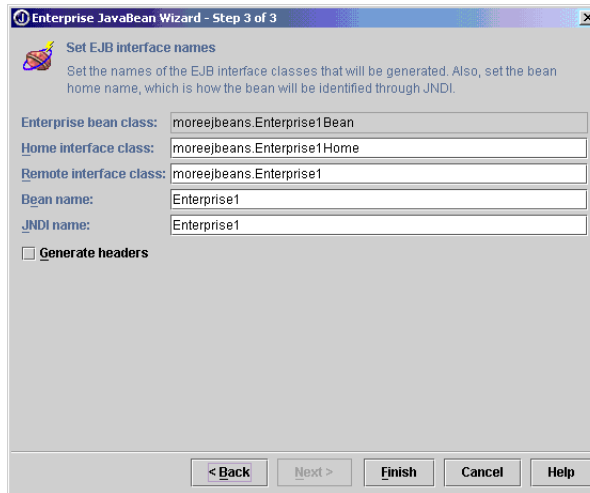 Enterprise JavaBean Wizard - Step 3 of 3
Set EJB interface names
Set the names of the EJB interface classes that will be generated. Also, set the bean
home name, which is how the bean will be identified through JNDI.
Enterprise bean class: moreejbeans.Enterprise1Bean
Home interface class: moreejbeans.Enterprise1Home
Remote interface class: moreejbeans.Enterprise1
Bean name: Enterprise1
JNDI name: Enterprise1
Generate headers
< Back Next > Finish Cancel Help